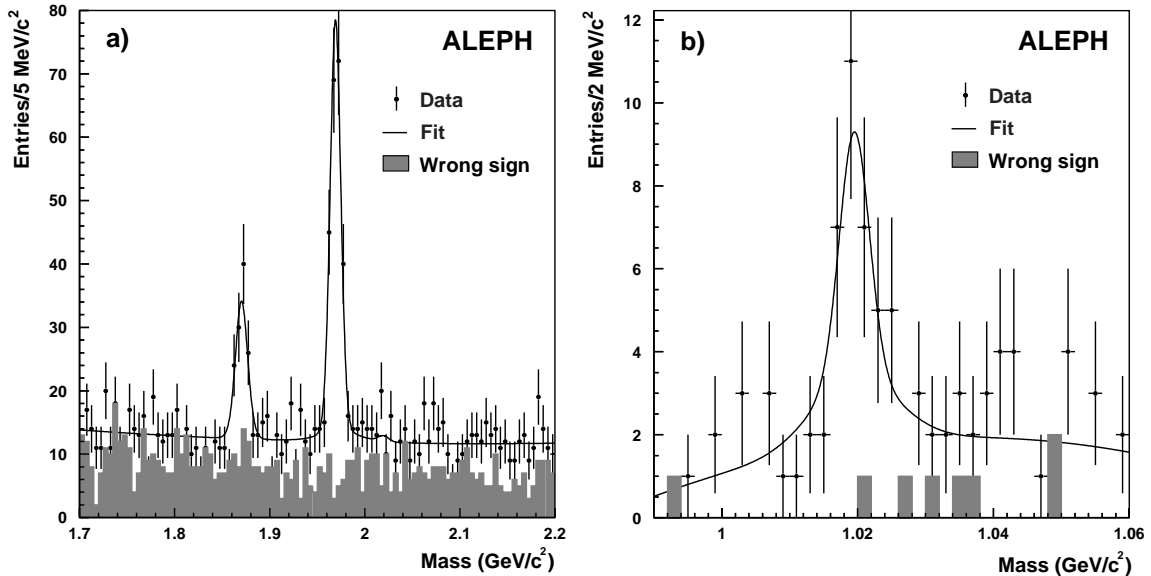 a)
ALEPH
Entries/5 MeV/c²
Data
Fit
Wrong sign
80
70
60
50
40
30
20
10
0
1.7
1.8
1.9
2
2.1
2.2
Mass (GeV/c²)
b)
ALEPH
Entries/2 MeV/c²
Data
Fit
Wrong sign
12
10
8
6
4
2
0
1
1.02
1.04
1.06
Mass (GeV/c²)